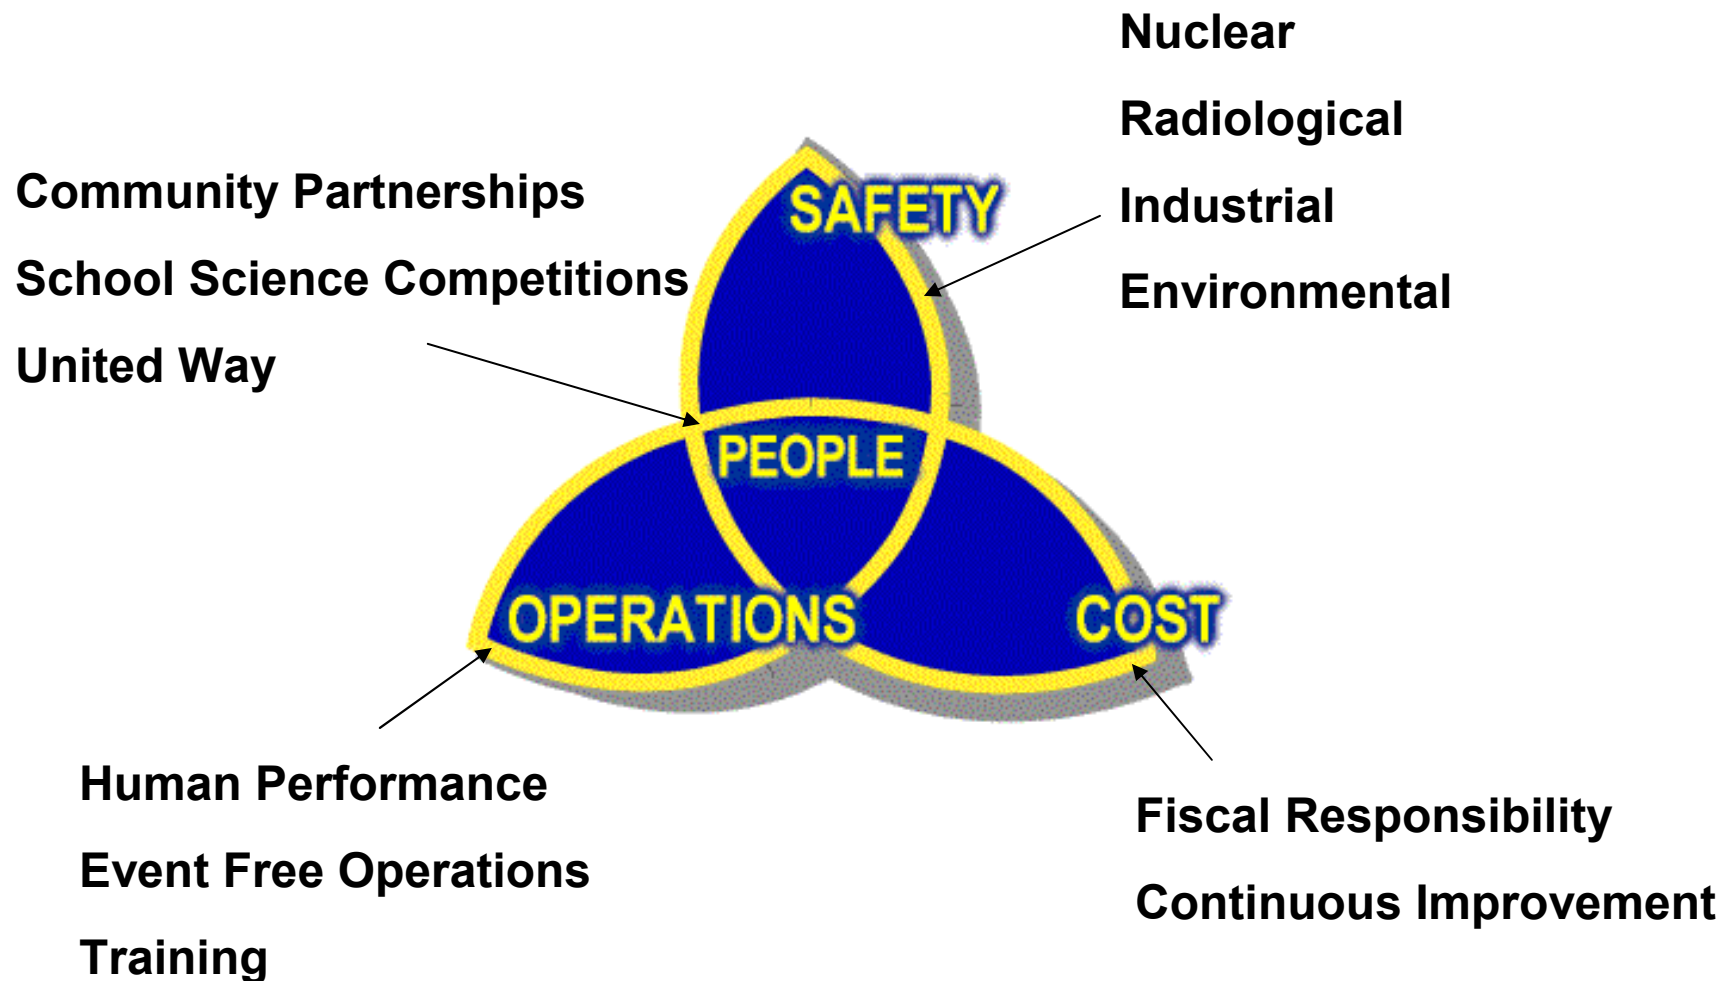 Nuclear
Radiological
Industrial
Environmental
Community Partnerships
School Science Competitions
United Way
SAFETY
PEOPLE
OPERATIONS
COST
Human Performance
Event Free Operations
Training
Fiscal Responsibility
Continuous Improvement